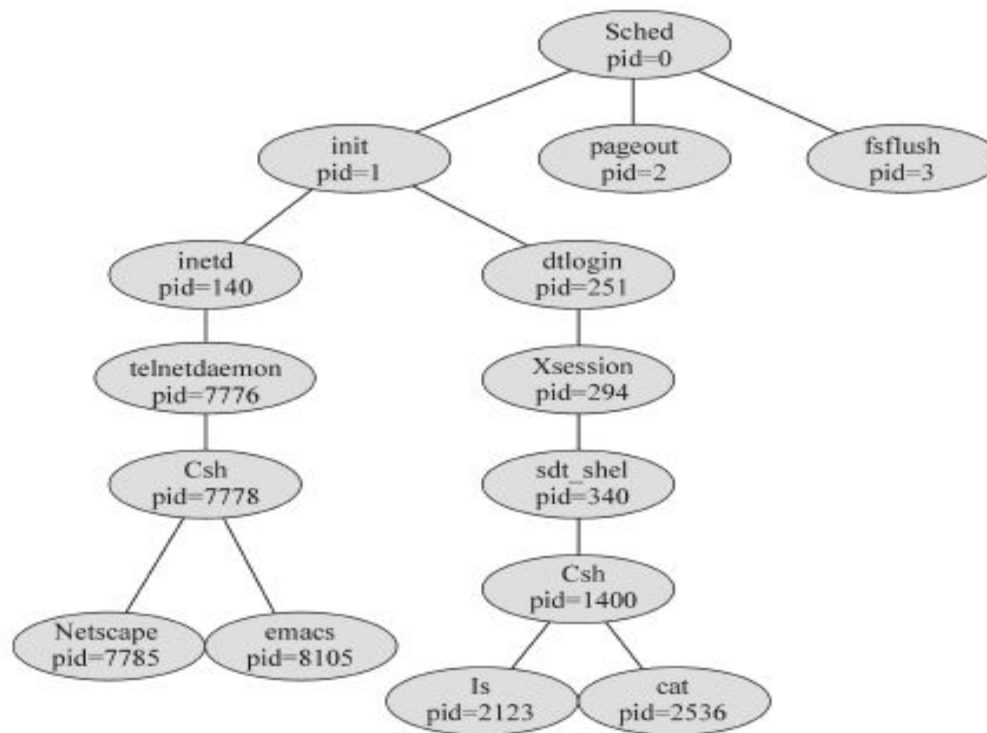 Sched
pid=0
init
pid=1
pageout
pid=2
fsflush
pid=3
inetd
pid=140
dtlogin
pid=251
telnetdaemon
pid=7776
Xsession
pid=294
Csh
pid=7778
sdt_shel
pid=340
Csh
pid=1400
Netscape
pid=7785
emacs
pid=8105
Is
pid=2123
cat
pid=2536